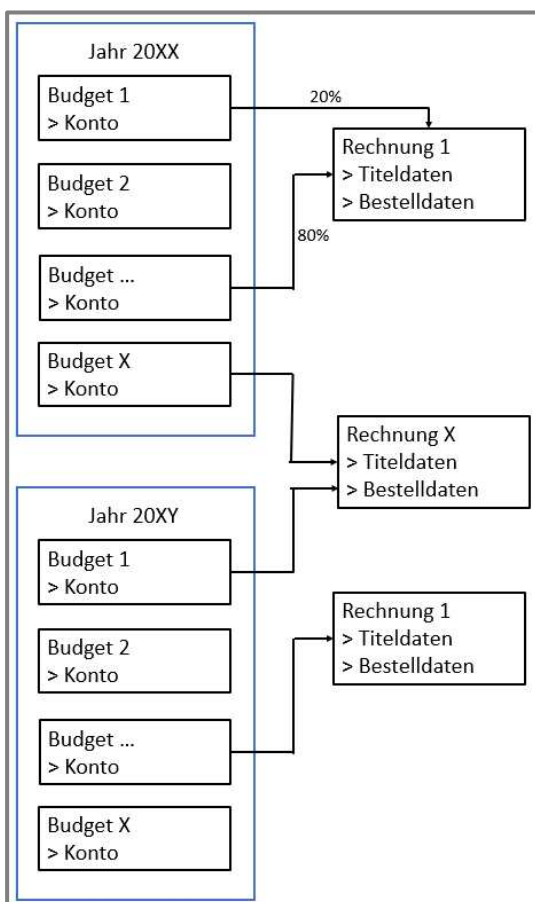 Jahr 20XX
Budget 1
> Konto
20%
Rechnung 1
> Titeldaten
> Bestelldaten
Budget 2
> Konto
80%
Budget ...
> Konto
Budget X
> Konto
Rechnung X
> Titeldaten
> Bestelldaten
Jahr 20XY
Budget 1
> Konto
Rechnung 1
> Titeldaten
> Bestelldaten
Budget 2
> Konto
Budget ...
> Konto
Budget X
> Konto